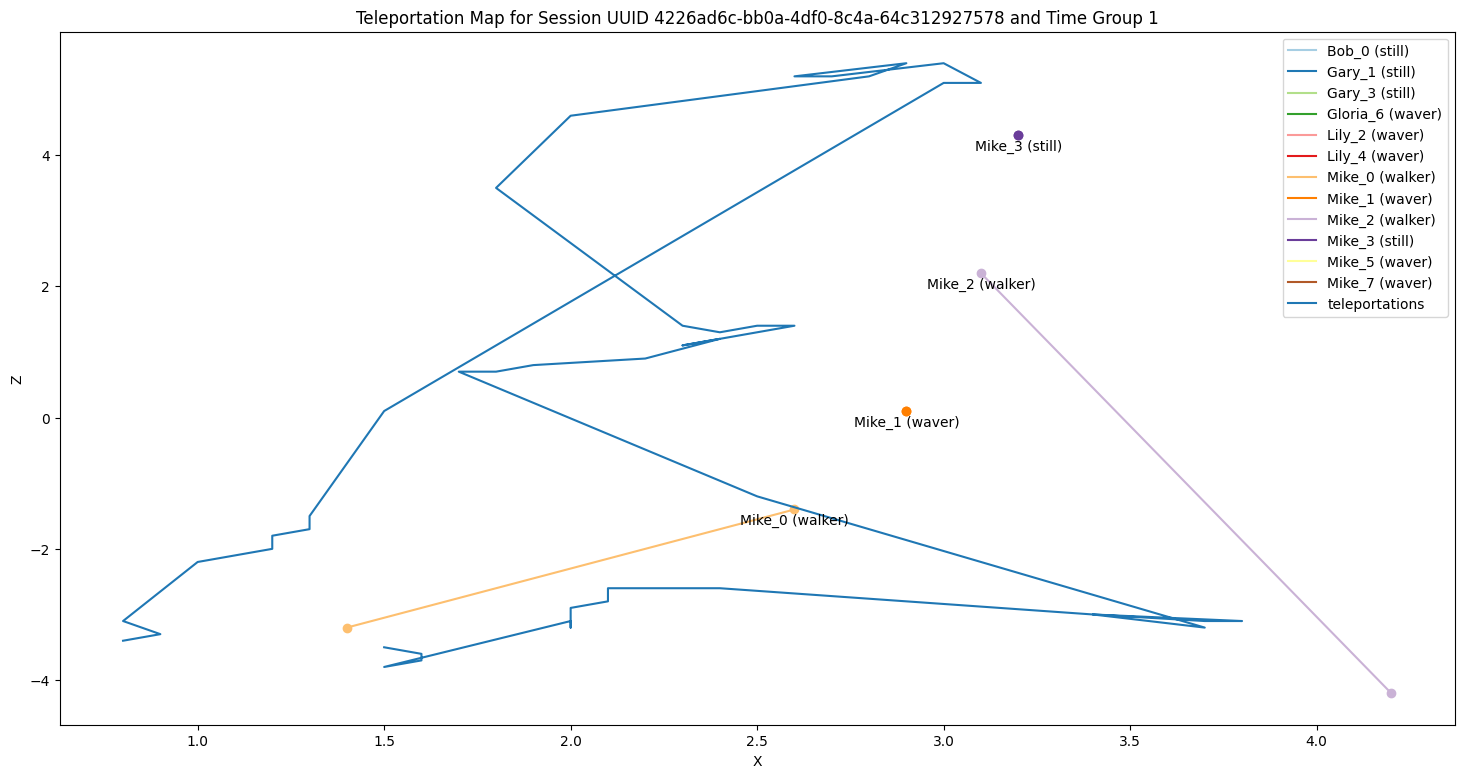 Teleportation Map for Session UUID 4226ad6c-bb0a-4df0-8c4a-64c312927578 and Time Group 1
Bob_0 (still)
Gary_1 (still)
Gary_3 (still)
Gloria_6 (waver)
Lily_2 (waver)
Lily_4 (waver)
Mike_0 (walker)
Mike_1 (waver)
Mike_2 (walker)
Mike_3 (still)
Mike_5 (waver)
Mike_7 (waver)
teleportations
Mike_3 (still)
Mike_2 (walker)
Mike_1 (waver)
Mike_0 (walker)
Z
4
2
0
−2
−4
1.0
1.5
2.0
2.5
3.0
3.5
4.0
X